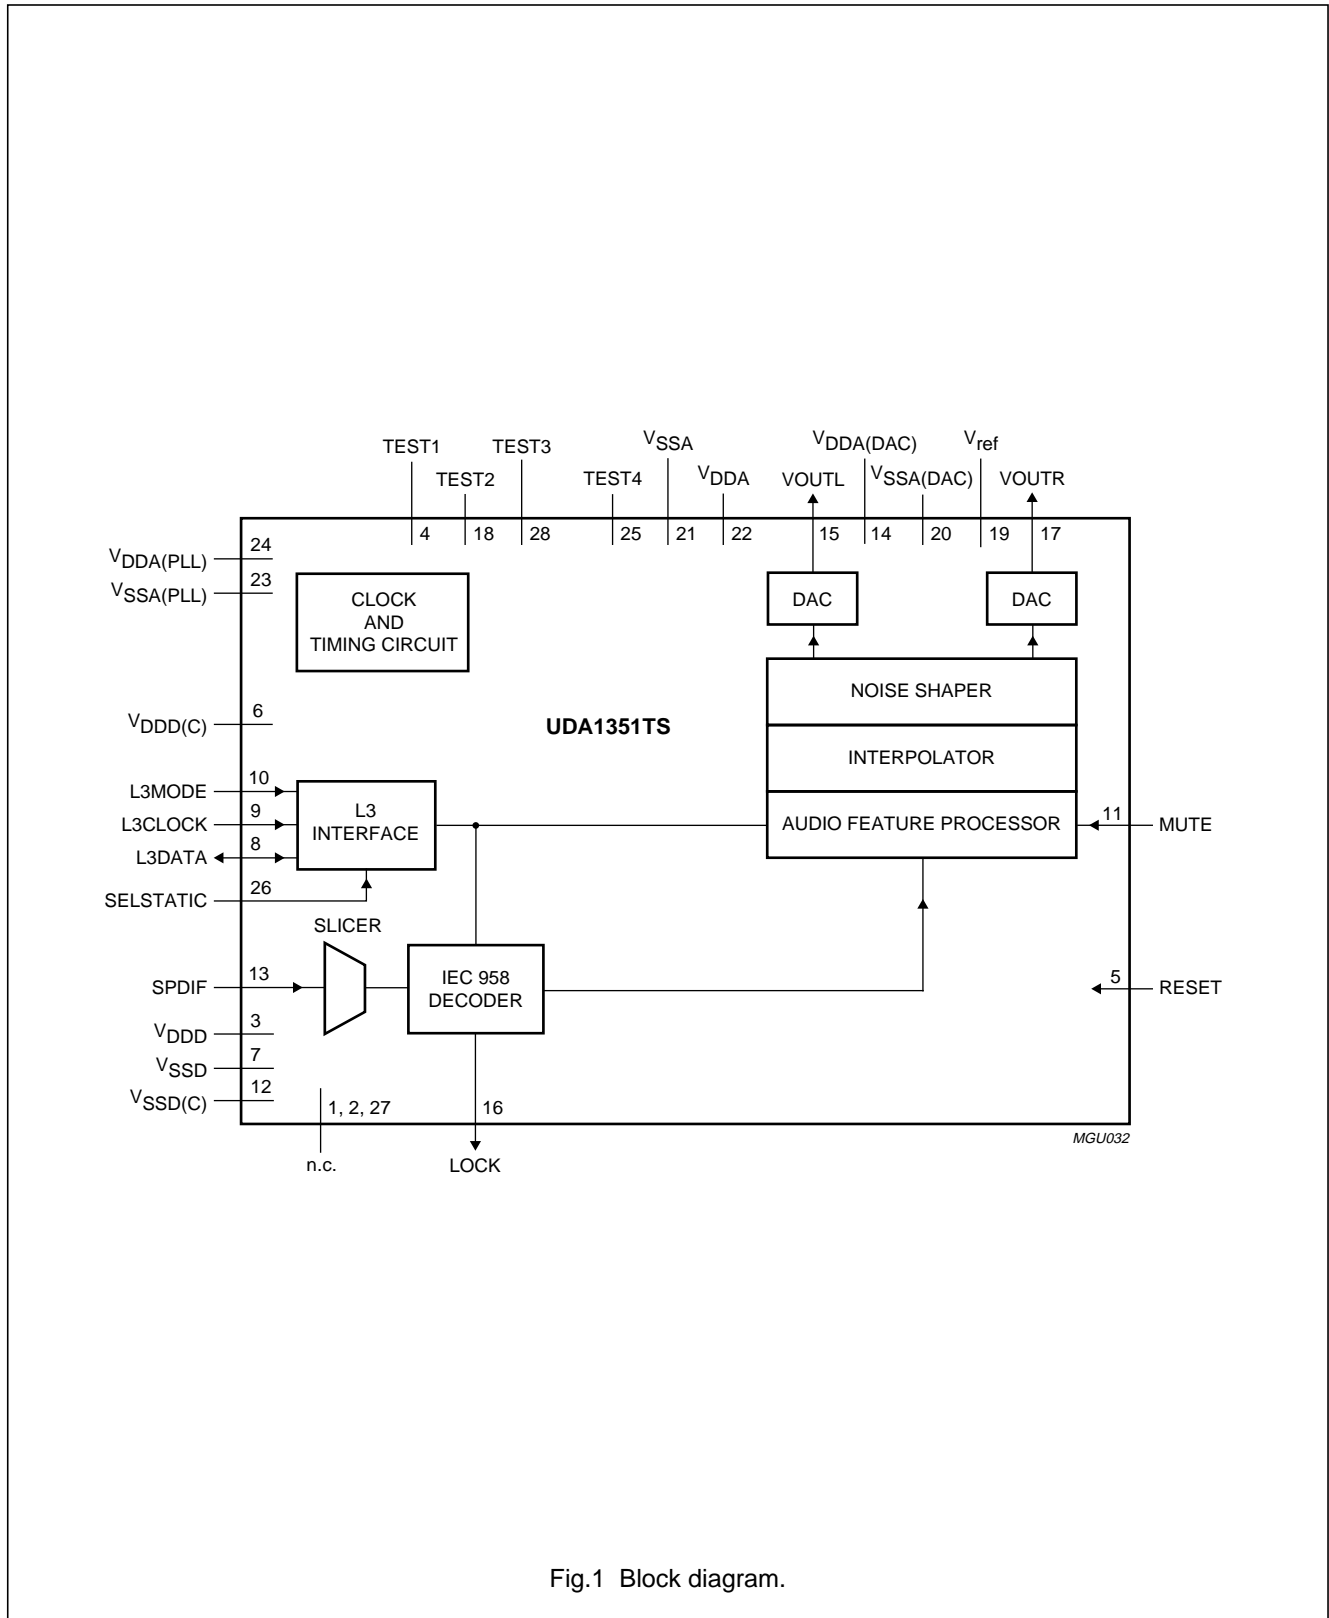 TEST1
TEST2
TEST3
TEST4
VSSA
VDDA
VOUTL
VDDA(DAC)
VSSA(DAC)
Vref
VOUTR
4
18
28
25
21
22
15
14
20
19
17
VDDA(PLL)
24
VSSA(PLL)
23
CLOCK
AND
TIMING CIRCUIT
DAC
DAC
NOISE SHAPER
VDDD(C)
6
UDA1351TS
INTERPOLATOR
L3MODE
10
L3CLOCK
9
L3DATA
8
L3
INTERFACE
AUDIO FEATURE PROCESSOR
11
MUTE
SELSTATIC
26
SLICER
SPDIF
13
IEC 958
DECODER
5
RESET
VDDD
3
VSSD
7
VSSD(C)
12
1, 2, 27
16
n.c.
LOCK
MGU032
Fig.1 Block diagram.